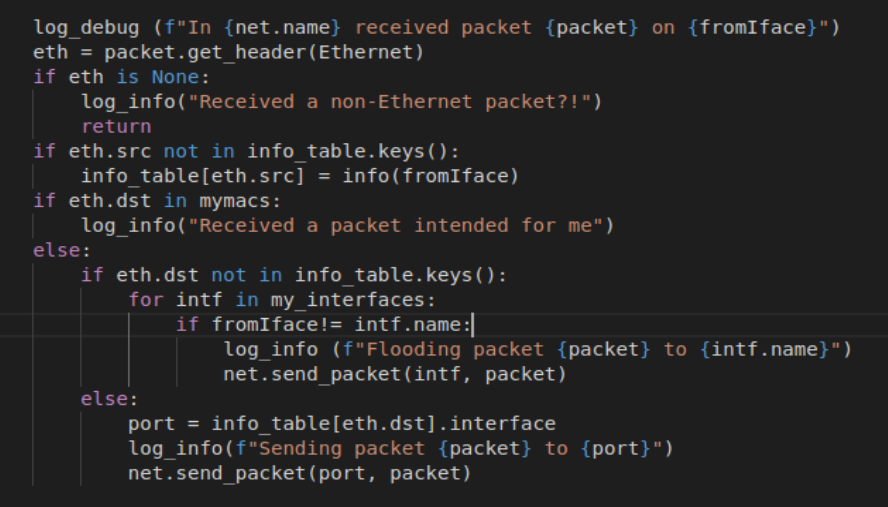 log_debug (f"In {net.name} received packet {packet} on {fromIface}")
eth = packet.get_header(Ethernet)
if eth is None:
    log_info("Received a non-Ethernet packet?!")
    return
if eth.src not in info_table.keys():
    info_table[eth.src] = info(fromIface)
if eth.dst in mymacs:
    log_info("Received a packet intended for me")
else:
    if eth.dst not in info_table.keys():
        for intf in my_interfaces:
            if fromIface!= intf.name:
                log_info (f"Flooding packet {packet} to {intf.name}")
                net.send_packet(intf, packet)
    else:
        port = info_table[eth.dst].interface
        log_info(f"Sending packet {packet} to {port}")
        net.send_packet(port, packet)